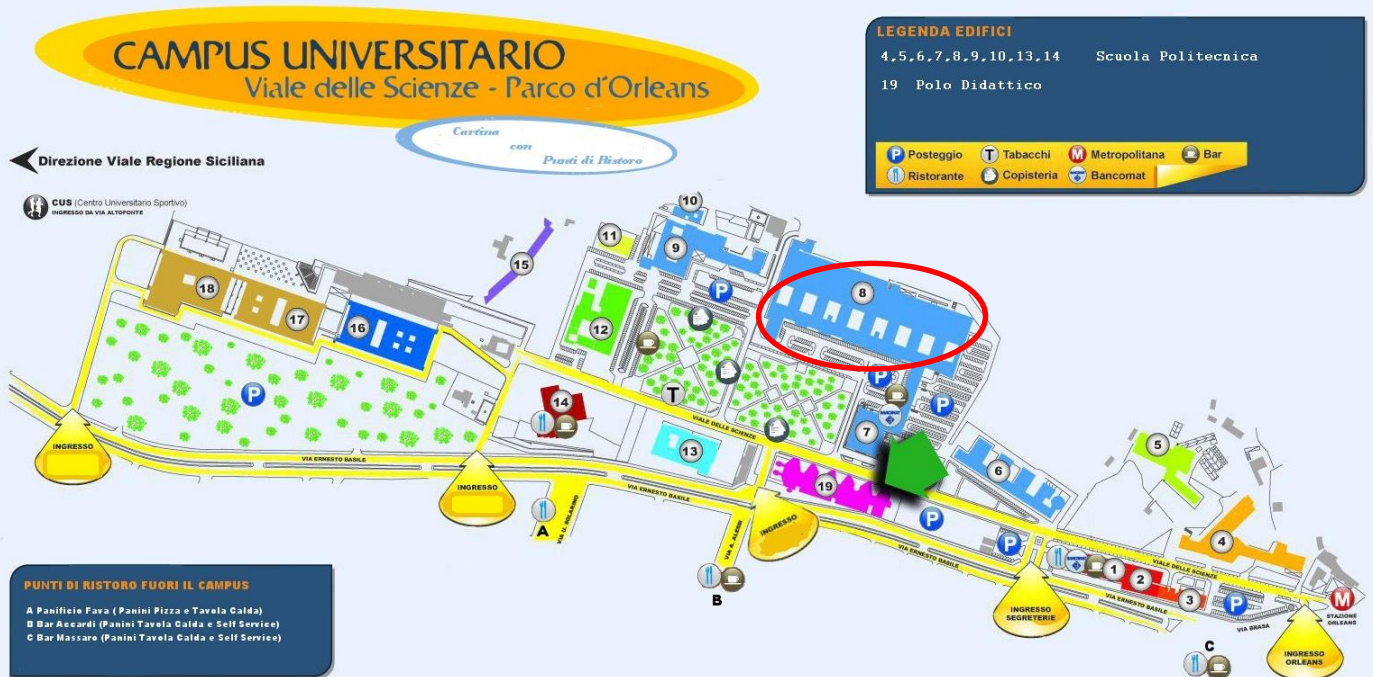 CAMPUS UNIVERSITARIO
Viale delle Scienze - Parco d'Orleans
Cartina
con
Punti di Ristoro
LEGENDA EDIFICI
4,5,6,7,8,9,10,13,14 Scuola Politecnica
19 Polo Didattico
P Posteggio T Tabacchi M Metropolitana Bar
Ristorante Copisteria Bancomat
Direzione Viale Regione Siciliana
CUS (Centro Universitario Sportivo)
INGRESSO DA VIA ALTOFONTE
10
11
9
15
18
17
16
12
P
8
P
T
14
P
P
7
13
VIALE DELLE SCIENZE
19
6
5
4
INGRESSO
VIA ERNESTO BASILE
INGRESSO
A
VIA U. SOLARINO
VIA ERNESTO BASILE
VIA A. ALESSI
B
INGRESSO
P
P
VIA ERNESTO BASILE
1
2
3
VIALE DELLE SCIENZE
VIA ERNESTO BASILE
P
M
STAZIONE
ORLEANS
VIA BRASA
INGRESSO
SEGRETERIE
C
INGRESSO
ORLEANS
PUNTI DI RISTORO FUORI IL CAMPUS
A Panificio Fava ( Panini Pizza e Tavola Calda)
B Bar Accardi (Panini Tavola Calda e Self Service)
C Bar Massaro (Panini Tavola Calda e Self Service)